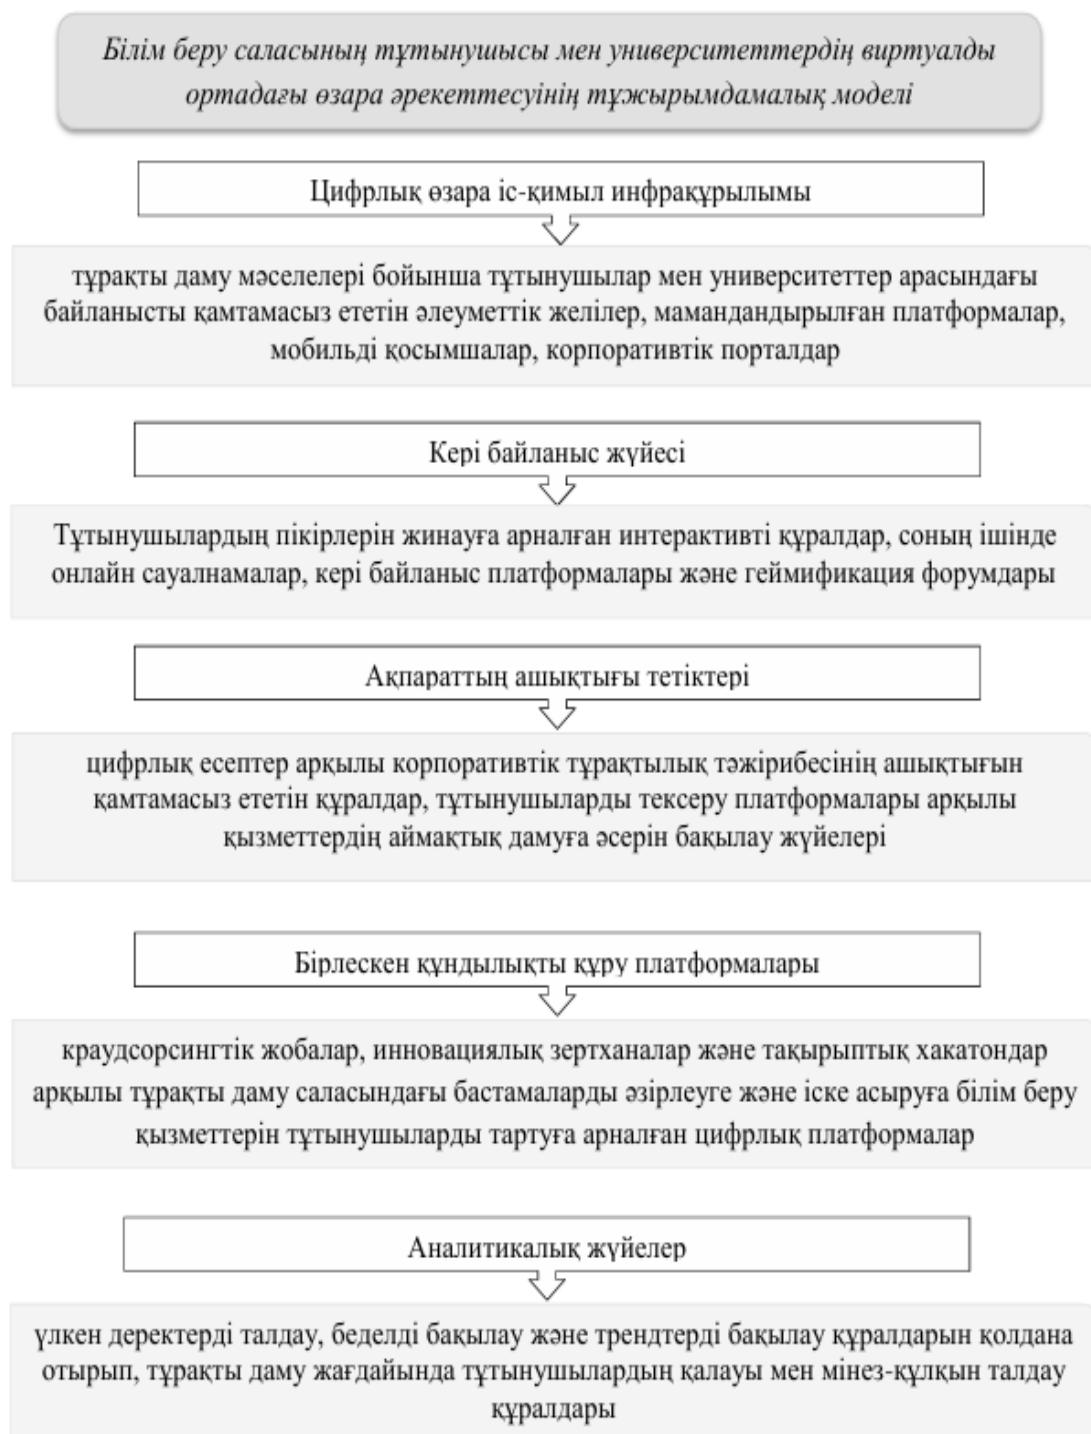 Білім беру саласының тұтынушысы мен университеттердің виртуалды
ортадағы өзара әрекеттесуінің тұжырымдамалық моделі
Цифрлық өзара іс-қимыл инфрақұрылымы
тұрақты даму мәселелері бойынша тұтынушылар мен университеттер арасындағы
байланысты қамтамасыз ететін әлеуметтік желілер, мамандандырылған платформалар,
мобильді қосымшалар, корпоративтік порталдар
Кері байланыс жүйесі
Тұтынушылардың пікірлерін жинауға арналған интерактивті құралдар, соның ішінде
онлайн сауалнамалар, кері байланыс платформалары және геймификация форумдары
Ақпараттың ашықтығы тетіктері
цифрлық есептер арқылы корпоративтік тұрақтылық тәжірибесінің ашықтығын
қамтамасыз ететін құралдар, тұтынушыларды тексеру платформалары арқылы
қызметтердің аймақтық дамуға әсерін бақылау жүйелері
Бірлескен құндылықты құру платформалары
краудсорсингтік жобалар, инновациялық зертханалар және тақырыптық хакатондар
арқылы тұрақты даму саласындағы бастамаларды әзірлеуге және іске асыруға білім беру
қызметтерін тұтынушыларды тартуға арналған цифрлық платформалар
Аналитикалық жүйелер
үлкен деректерді талдау, беделді бақылау және трендтерді бақылау құралдарын қолдана
отырып, тұрақты даму жағдайында тұтынушылардың қалауы мен мінез-құлқын талдау
құралдары